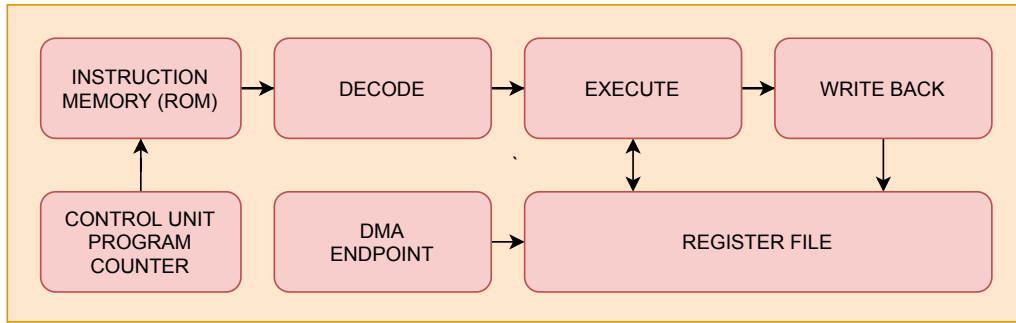 INSTRUCTION
MEMORY (ROM)
DECODE
EXECUTE
WRITE BACK
CONTROL UNIT
PROGRAM
COUNTER
DMA
ENDPOINT
REGISTER FILE